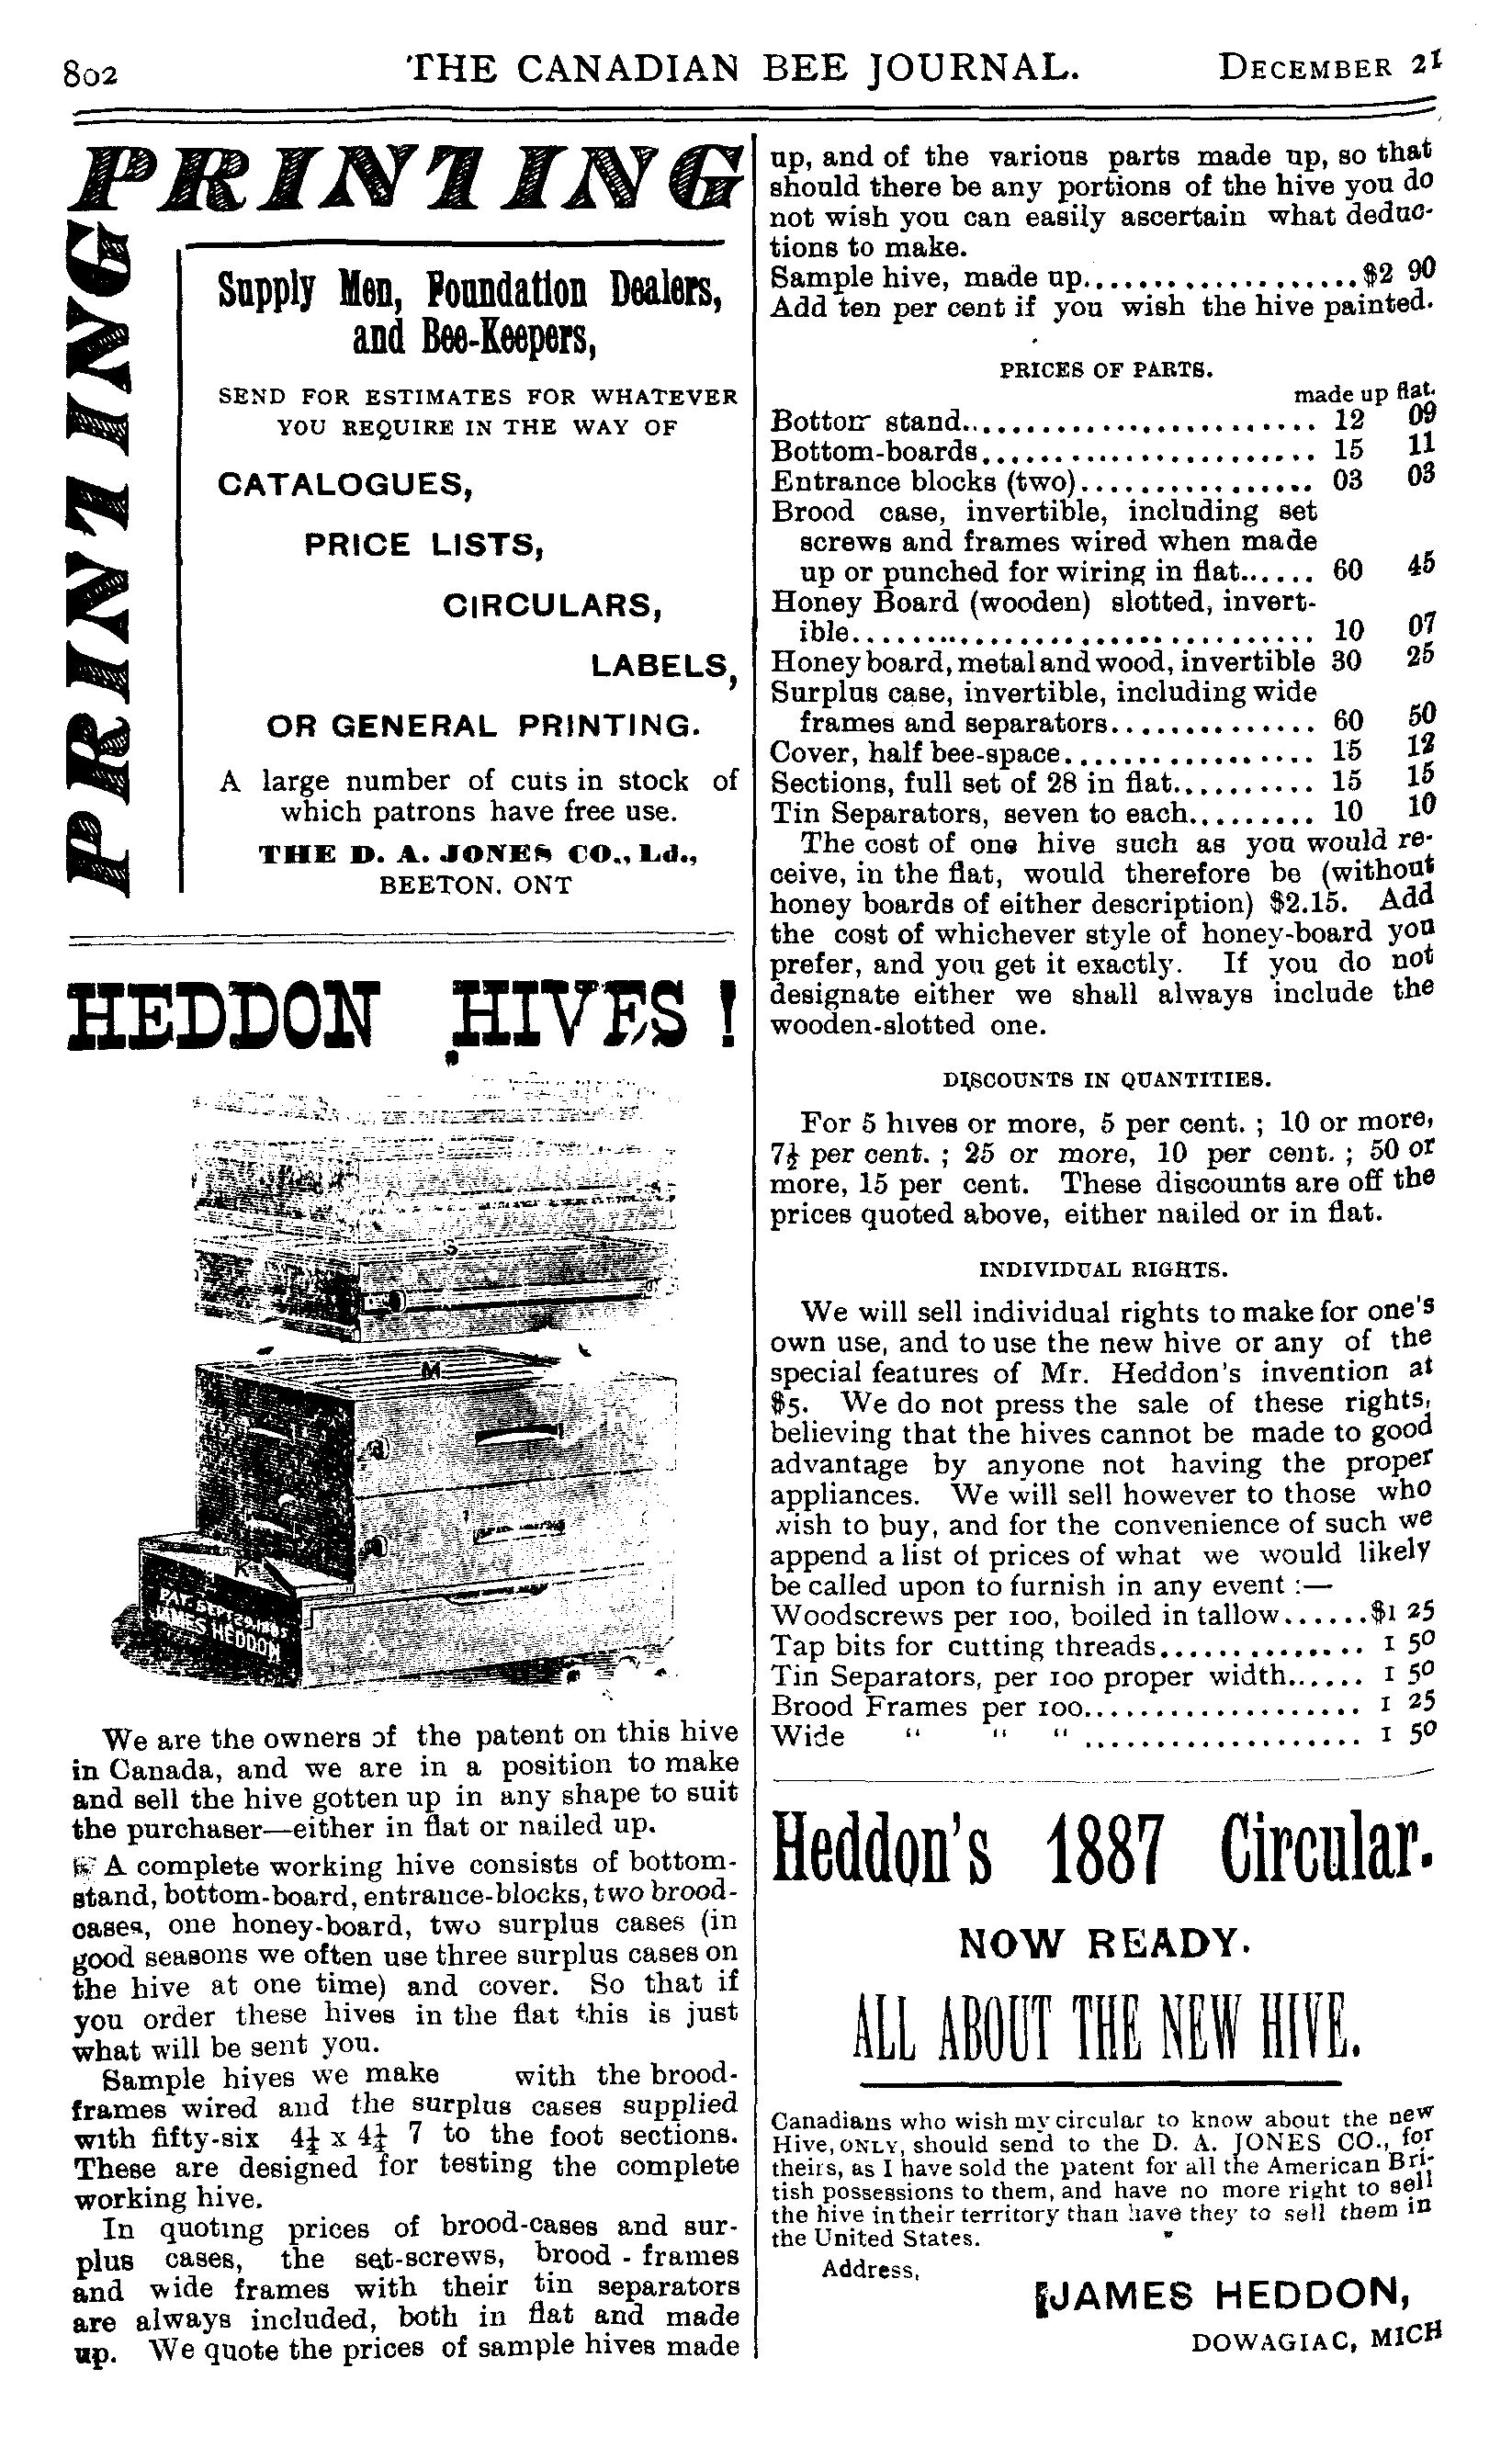 802 THE CANADIAN BEE JOURNAL. DECEMBER 21
PRINTING
PRINTING
Supply Men, Foundation Dealers,
and Bee-Keepers,
SEND FOR ESTIMATES FOR WHATEVER
YOU REQUIRE IN THE WAY OF
CATALOGUES,
PRICE LISTS,
CIRCULARS,
LABELS,
OR GENERAL PRINTING.
A large number of cuts in stock of
which patrons have free use.
THE D. A. JONES CO., Ld.,
BEETON, ONT
HEDDON HIVES!
S
M
K
PAT. SEPT 29, 1885.
JAMES HEDDON
A
We are the owners of the patent on this hive
in Canada, and we are in a position to make
and sell the hive gotten up in any shape to suit
the purchaser—either in flat or nailed up.
A complete working hive consists of bottom-
stand, bottom-board, entrance-blocks, two brood-
cases, one honey-board, two surplus cases (in
good seasons we often use three surplus cases on
the hive at one time) and cover. So that if
you order these hives in the flat this is just
what will be sent you.
Sample hives we make with the brood-
frames wired and the surplus cases supplied
with fifty-six 4¼ x 4¼ 7 to the foot sections.
These are designed for testing the complete
working hive.
In quoting prices of brood-cases and sur-
plus cases, the set-screws, brood - frames
and wide frames with their tin separators
are always included, both in flat and made
up. We quote the prices of sample hives made
up, and of the various parts made up, so that
should there be any portions of the hive you do
not wish you can easily ascertain what deduc-
tions to make.
Sample hive, made up....................$2 90
Add ten per cent if you wish the hive painted.
PRICES OF PARTS.
made up flat.
Bottom stand......................... 12 09
Bottom-boards....................... 15 11
Entrance blocks (two)................ 03 03
Brood case, invertible, including set
screws and frames wired when made
up or punched for wiring in flat...... 60 45
Honey Board (wooden) slotted, invert-
ible................................ 10 07
Honey board, metal and wood, invertible 30 25
Surplus case, invertible, including wide
frames and separators.............. 60 50
Cover, half bee-space................. 15 12
Sections, full set of 28 in flat.......... 15 15
Tin Separators, seven to each......... 10 10
The cost of one hive such as you would re-
ceive, in the flat, would therefore be (without
honey boards of either description) $2.15. Add
the cost of whichever style of honey-board you
prefer, and you get it exactly. If you do not
designate either we shall always include the
wooden-slotted one.
DISCOUNTS IN QUANTITIES.
For 5 hives or more, 5 per cent. ; 10 or more,
7½ per cent. ; 25 or more, 10 per cent. ; 50 or
more, 15 per cent. These discounts are off the
prices quoted above, either nailed or in flat.
INDIVIDUAL RIGHTS.
We will sell individual rights to make for one's
own use, and to use the new hive or any of the
special features of Mr. Heddon's invention at
$5. We do not press the sale of these rights,
believing that the hives cannot be made to good
advantage by anyone not having the proper
appliances. We will sell however to those who
wish to buy, and for the convenience of such we
append a list of prices of what we would likely
be called upon to furnish in any event :—
Woodscrews per 100, boiled in tallow......$1 25
Tap bits for cutting threads.............. 1 50
Tin Separators, per 100 proper width...... 1 50
Brood Frames per 100................... 1 25
Wide " " " ................... 1 50
Heddon's 1887 Circular.
NOW READY.
ALL ABOUT THE NEW HIVE.
Canadians who wish my circular to know about the new
Hive, ONLY, should send to the D. A. JONES CO., for
theirs, as I have sold the patent for all the American Bri-
tish possessions to them, and have no more right to sell
the hive in their territory than have they to sell them in
the United States.
Address,
JAMES HEDDON,
DOWAGIAC, MICH